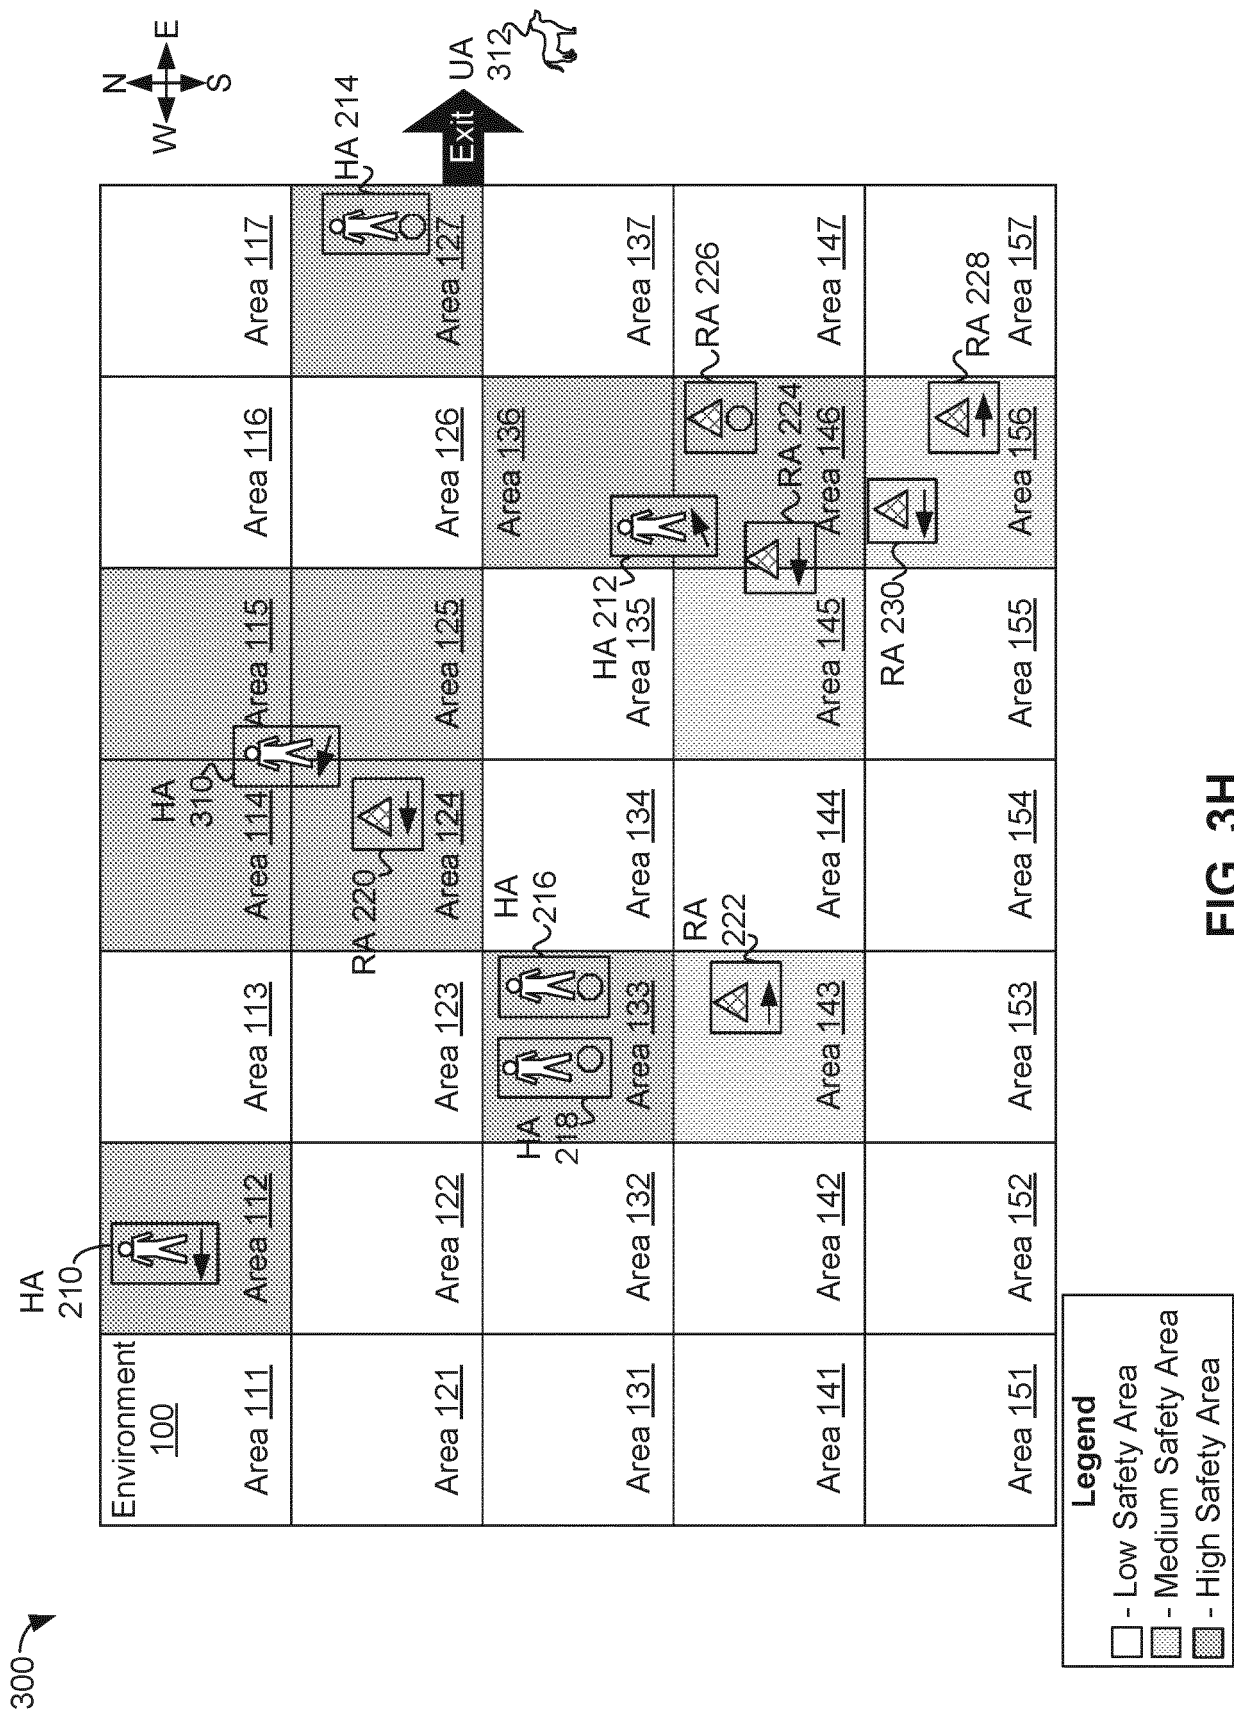 300
N
W
E
S
HA
210
HA
310
HA 214
Environment
100
Area 111
Area 112
Area 113
Area 114
Area 115
Area 116
Area 117
RA 220
Area 121
Area 122
Area 123
Area 124
Area 125
Area 126
Area 127
Exit
UA
312
HA
218
HA
216
HA 212
Area 131
Area 132
Area 133
Area 134
Area 135
Area 136
Area 137
RA
222
RA 224
RA 226
Area 141
Area 142
Area 143
Area 144
Area 145
Area 146
Area 147
RA 230
RA 228
Area 151
Area 152
Area 153
Area 154
Area 155
Area 156
Area 157
Legend
- Low Safety Area
- Medium Safety Area
- High Safety Area
FIG. 3H